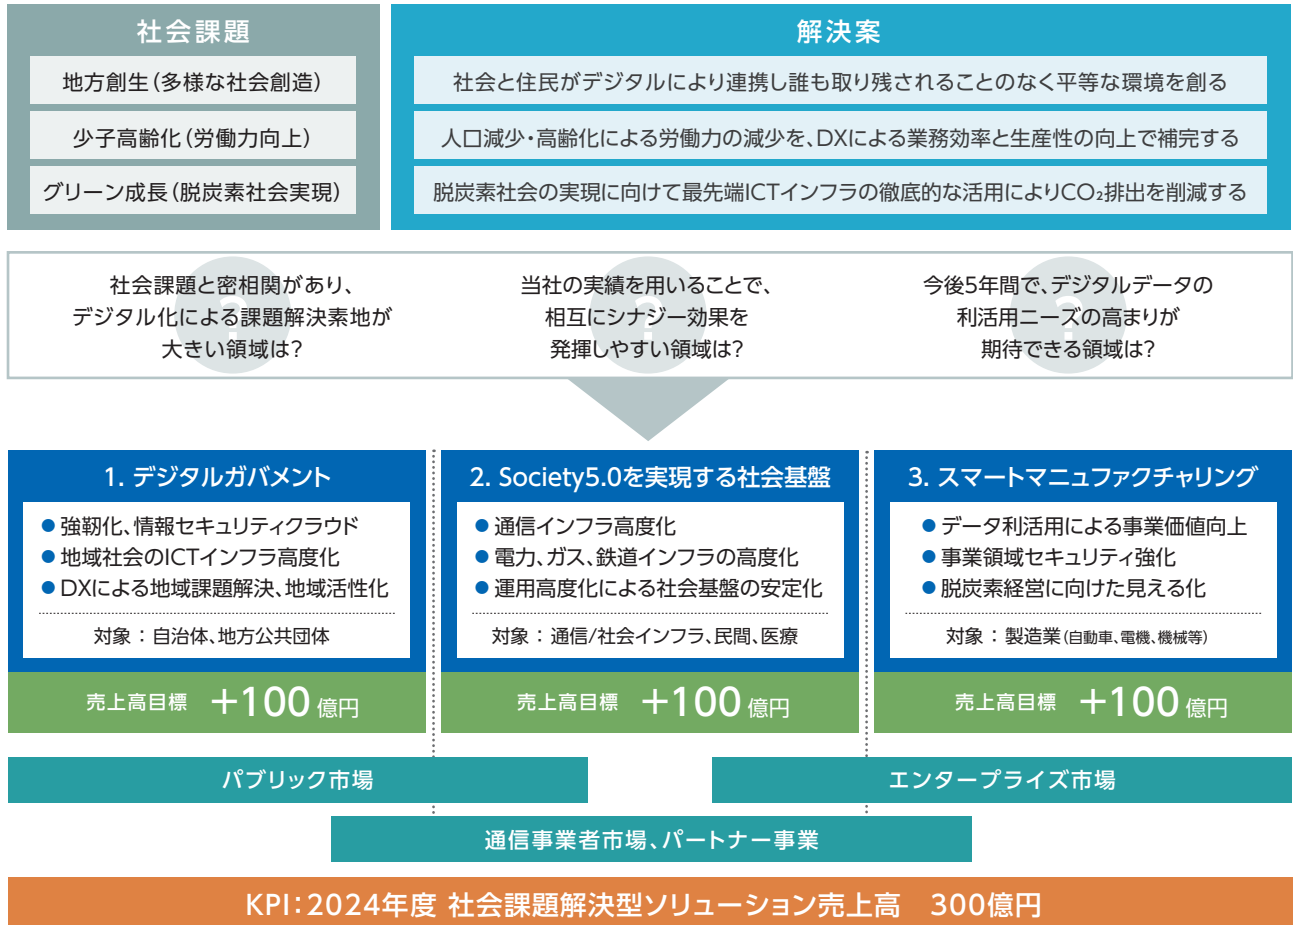 社会課題
地方創生（多様な社会創造）
少子高齢化（労働力向上）
グリーン成長（脱炭素社会実現）
解決案
社会と住民がデジタルにより連携し誰も取り残されることのなく平等な環境を創る
人口減少・高齢化による労働力の減少を、DXによる業務効率と生産性の向上で補完する
脱炭素社会の実現に向けて最先端ICTインフラの徹底的な活用によりCO₂排出を削減する
?
社会課題と密相関があり、
デジタル化による課題解決素地が
大きい領域は?
?
当社の実績を用いることで、
相互にシナジー効果を
発揮しやすい領域は?
?
今後5年間で、デジタルデータの
利活用ニーズの高まりが
期待できる領域は?
1. デジタルガバメント
● 強靭化、情報セキュリティクラウド
● 地域社会のICTインフラ高度化
● DXによる地域課題解決、地域活性化
対象 : 自治体、地方公共団体
売上高目標 +100億円
2. Society5.0を実現する社会基盤
● 通信インフラ高度化
● 電力、ガス、鉄道インフラの高度化
● 運用高度化による社会基盤の安定化
対象 : 通信/社会インフラ、民間、医療
売上高目標 +100億円
3. スマートマニュファクチャリング
● データ利活用による事業価値向上
● 事業領域セキュリティ強化
● 脱炭素経営に向けた見える化
対象 : 製造業(自動車、電機、機械等)
売上高目標 +100億円
パブリック市場
エンタープライズ市場
通信事業者市場、パートナー事業
KPI:2024年度 社会課題解決型ソリューション売上高 300億円